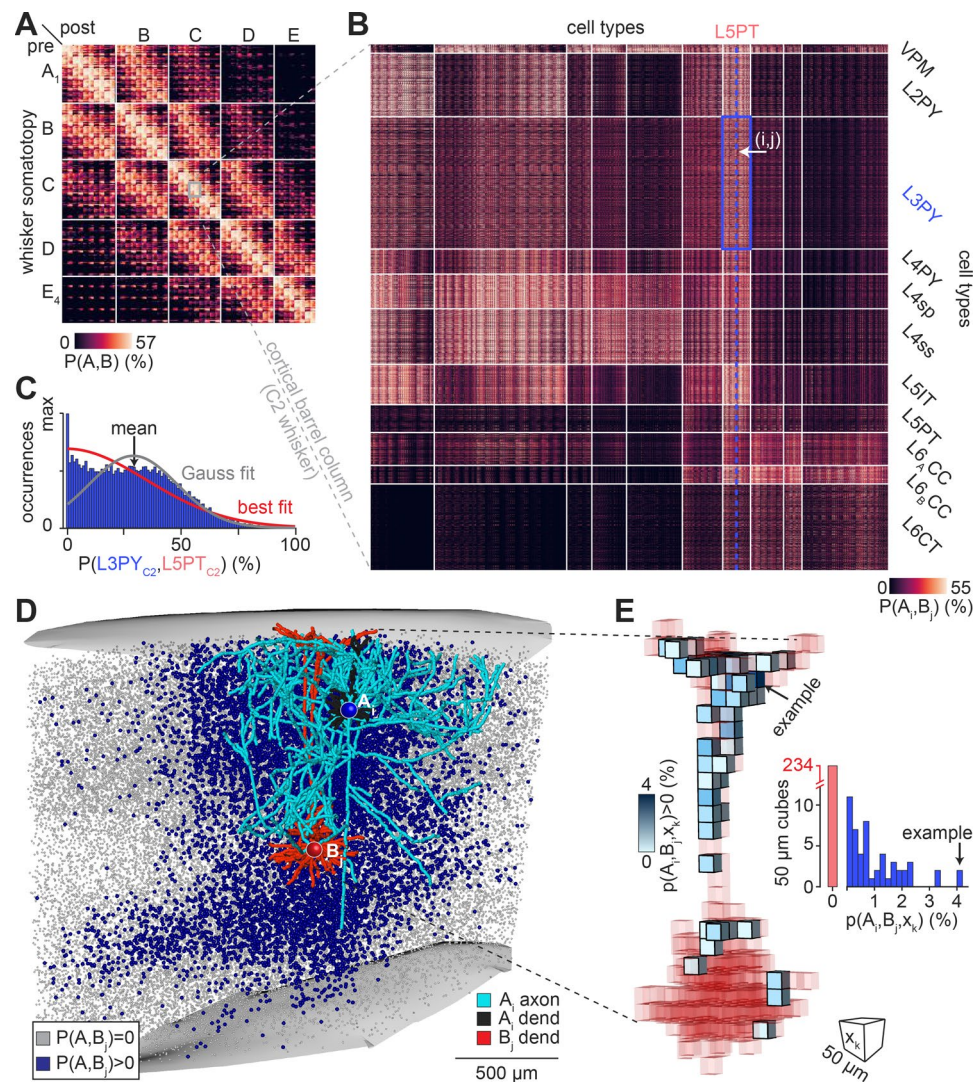 A
post
pre
B C D E
A1
B
C
D
E4
whisker somatotopy
0 57
P(A,B) (%)
B
cell types
L5PT
(i,j)
VPM
L2PY
L3PY
L4PY
L4sp
L4ss
L5IT
L5PT
L6ACC
L6BCC
L6CT
cell types
0 55
P(Ai,Bj) (%)
cortical barrel column
(C2 whisker)
C
max
0
occurrences
mean
Gauss fit
best fit
0 50 100
P(L3PYC2,L5PTC2) (%)
D
A
Bj
P(A,Bj)=0
P(A,Bj)>0
Ai axon
Ai dend
Bj dend
500 µm
E
example
4
0
p(Ai,Bj,xk)>0 (%)
234
10
5
0
50 µm cubes
example
0 0 1 2 3 4
p(Ai,Bj,xk) (%)
xk
50 µm